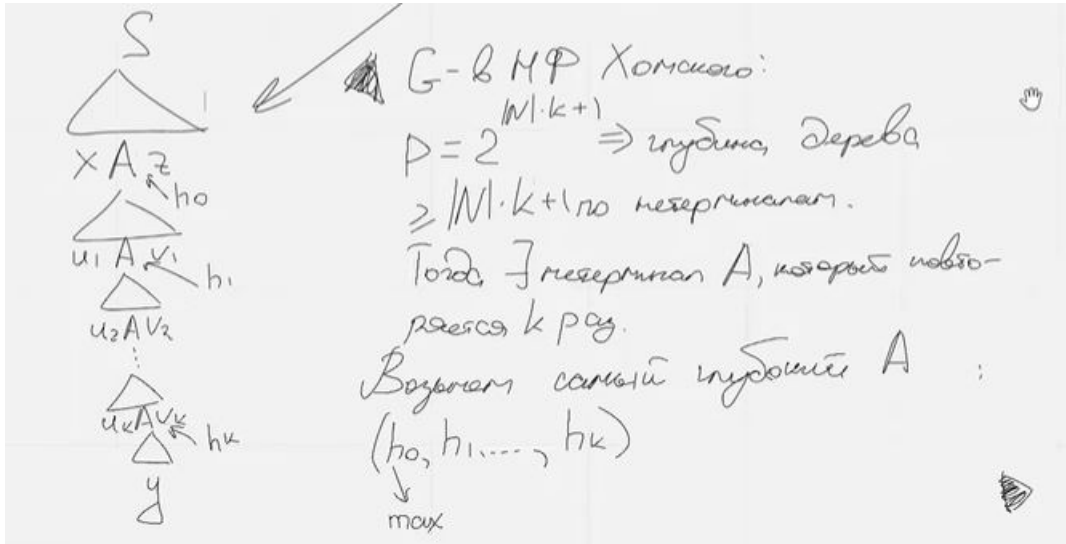 S
x A z
h0
u1 A v1
h1
u2 A v2
uk A vk
hk
y
G - в НФ Хомского:
p = 2^{|N|·k+1} ⇒ глубина дерева
≥ |N|·k+1 по нетерминалам.
Тогда ∃ нетерминал A, который повто-
ряется k раз.
Возьмем самый глубокий A :
(h0, h1, ..., hk)
max